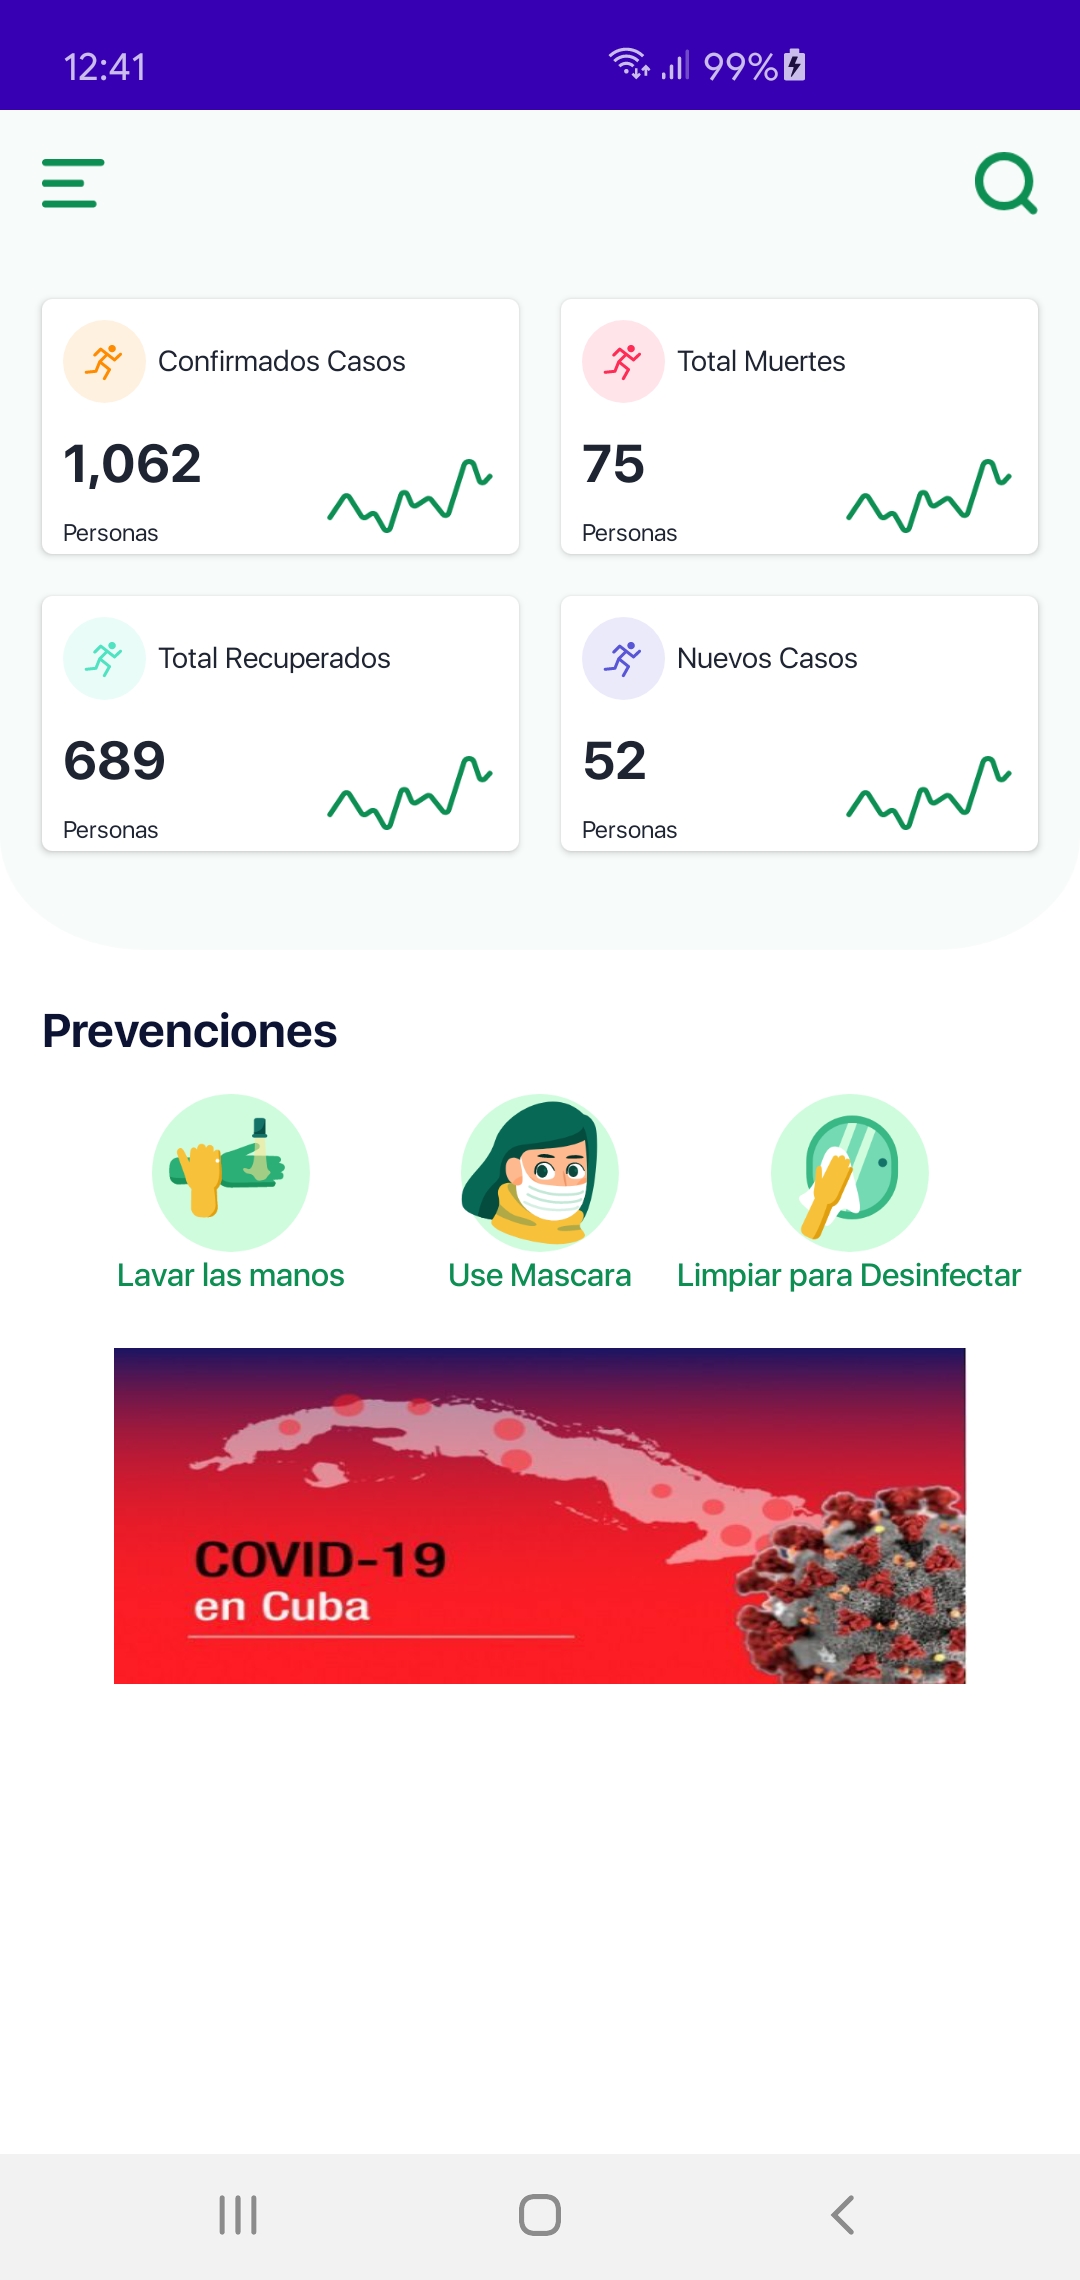 12:41
99%
Confirmados Casos
1,062
Personas
Total Muertes
75
Personas
Total Recuperados
689
Personas
Nuevos Casos
52
Personas
Prevenciones
Lavar las manos
Use Mascara
Limpiar para Desinfectar
COVID-19
en Cuba